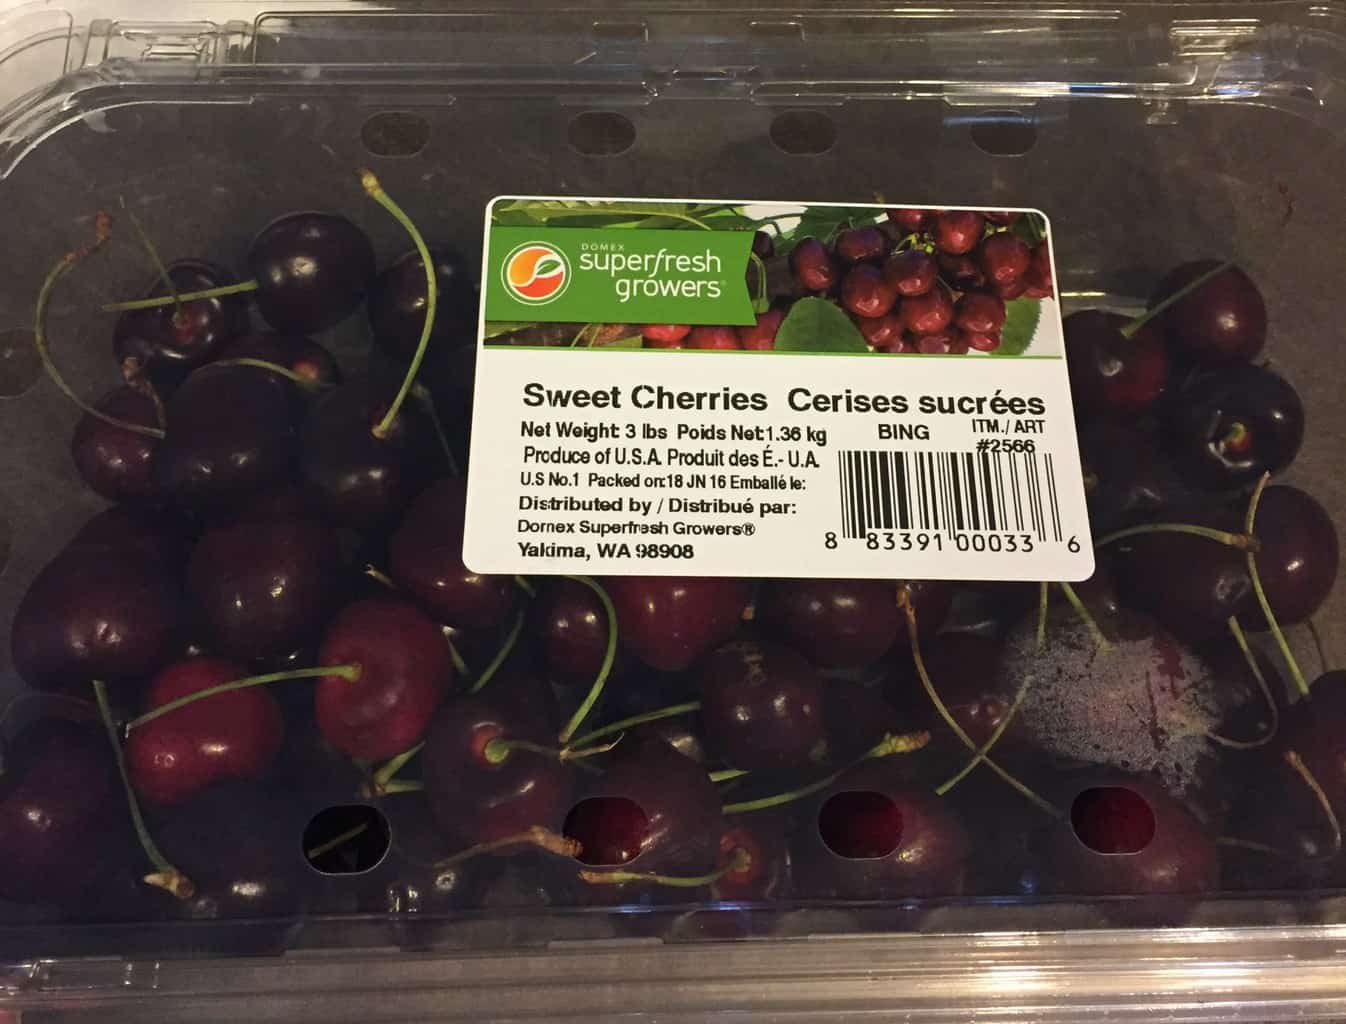 DOMEX
superfresh
growers®
Sweet Cherries Cerises sucrées
Net Weight: 3 lbs Poids Net:1.36 kg
BING
ITM./ ART
#2566
Produce of U.S.A. Produit des É.- U.A.
U.S No.1 Packed on:18 JN 16 Emballé le:
Distributed by / Distribué par:
Domex Superfresh Growers®
Yakima, WA 98908
8 83391 00033 6